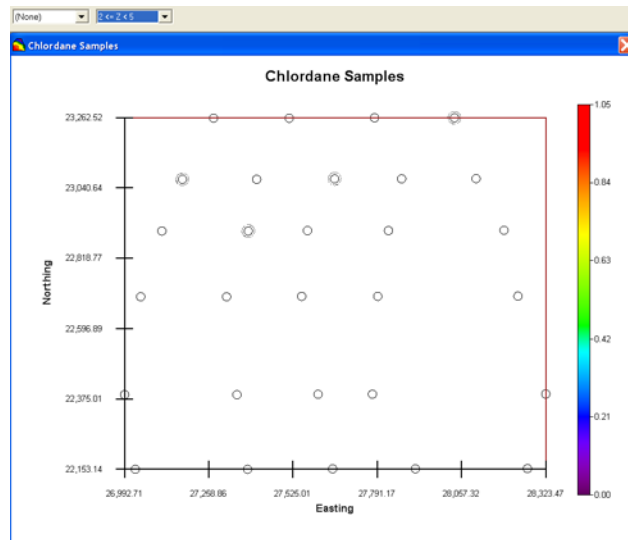 (None) 2 <= Z < 5
Chlordane Samples
Chlordane Samples
23,262.52
23,040.64
22,818.77
22,596.89
22,375.01
22,153.14
Northing
26,992.71 27,258.86 27,525.01 27,791.17 28,057.32 28,323.47
Easting
1.05
0.84
0.63
0.42
0.21
0.00